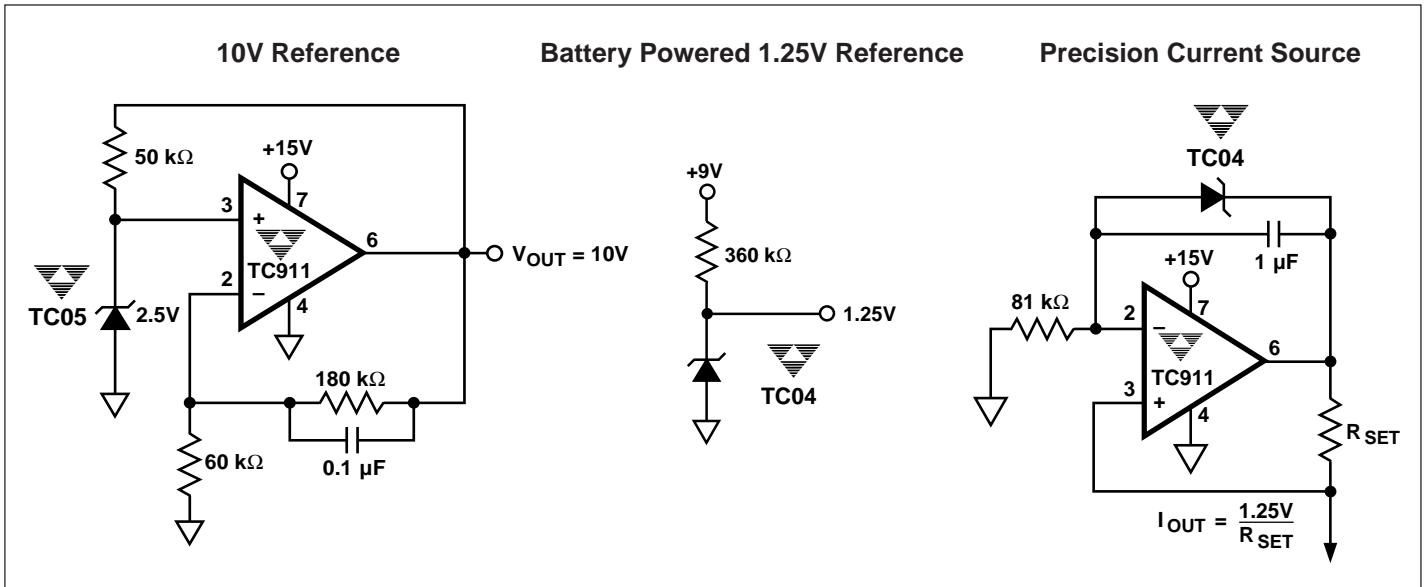 10V Reference
50 kΩ
+15V
7
3
+
6
TC911
VOUT = 10V
2
–
4
TC05
2.5V
180 kΩ
0.1 µF
60 kΩ
Battery Powered 1.25V Reference
+9V
360 kΩ
1.25V
TC04
Precision Current Source
TC04
1 µF
+15V
81 kΩ
7
2
–
6
TC911
3
+
4
RSET
IOUT = 1.25V
RSET